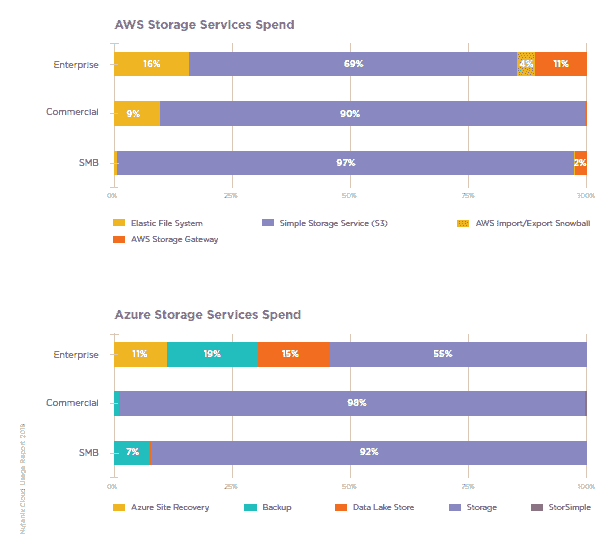 AWS Storage Services Spend
Enterprise 16% 69% 4% 11%
Commercial 9% 90%
SMB 97% 2%
0% 25% 50% 75% 100%
Elastic File System Simple Storage Service (S3) AWS Import/Export Snowball
AWS Storage Gateway
Azure Storage Services Spend
Enterprise 11% 19% 15% 55%
Commercial 98%
SMB 7% 92%
0% 25% 50% 75% 100%
Azure Site Recovery Backup Data Lake Store Storage StorSimple
Cloud Usage Report 2019